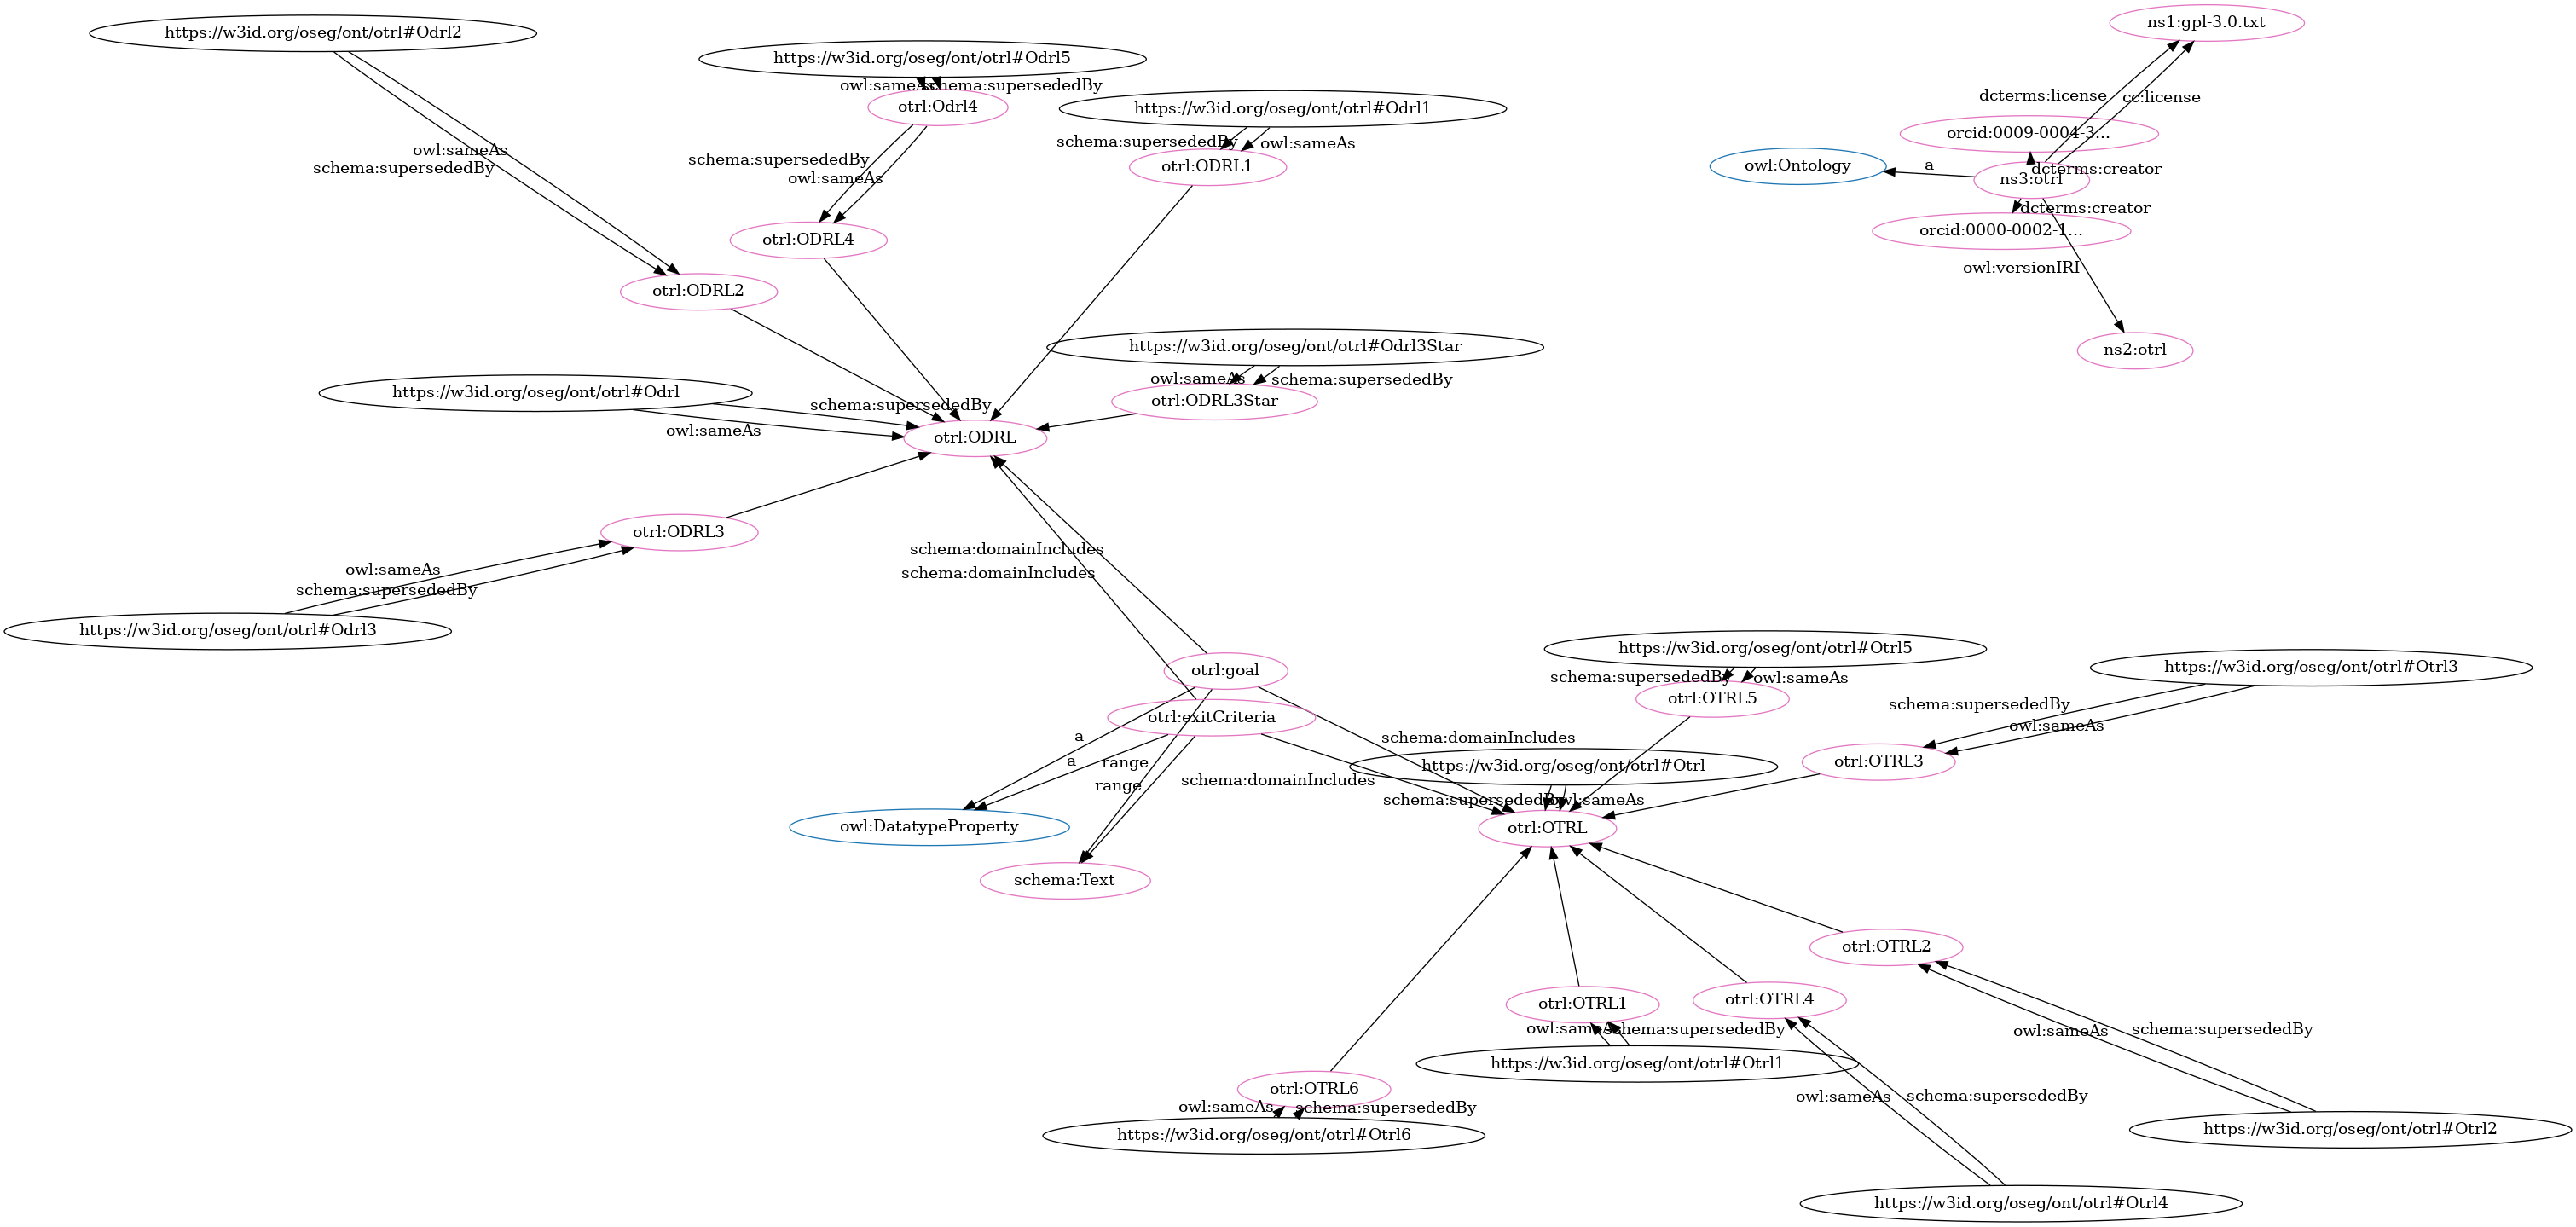 ns1:gpl-3.0.txt
https://w3id.org/oseg/ont/otrl#Odrl2
https://w3id.org/oseg/ont/otrl#Odrl5
owl:sameAs
schema:supersededBy
dcterms:license
cc:license
otrl:Odrl4
https://w3id.org/oseg/ont/otrl#Odrl1
orcid:0009-0004-3...
schema:supersededBy
owl:sameAs
owl:sameAs
schema:supersededBy
schema:supersededBy
owl:sameAs
otrl:ODRL1
owl:Ontology
a
dcterms:creator
ns3:otrl
dcterms:creator
orcid:0000-0002-1...
otrl:ODRL4
owl:versionIRI
otrl:ODRL2
https://w3id.org/oseg/ont/otrl#Odrl3Star
ns2:otrl
owl:sameAs
schema:supersededBy
https://w3id.org/oseg/ont/otrl#Odrl
otrl:ODRL3Star
schema:supersededBy
owl:sameAs
otrl:ODRL
otrl:ODRL3
schema:domainIncludes
schema:domainIncludes
owl:sameAs
schema:supersededBy
https://w3id.org/oseg/ont/otrl#Odrl3
https://w3id.org/oseg/ont/otrl#Otrl5
https://w3id.org/oseg/ont/otrl#Otrl3
otrl:goal
schema:supersededBy
owl:sameAs
otrl:OTRL5
schema:supersededBy
owl:sameAs
otrl:exitCriteria
a
schema:domainIncludes
a
range
https://w3id.org/oseg/ont/otrl#Otrl
otrl:OTRL3
range
schema:domainIncludes
schema:supersededBy
owl:sameAs
owl:DatatypeProperty
otrl:OTRL
schema:Text
otrl:OTRL2
otrl:OTRL1
otrl:OTRL4
owl:sameAs
schema:supersededBy
owl:sameAs
schema:supersededBy
https://w3id.org/oseg/ont/otrl#Otrl1
otrl:OTRL6
owl:sameAs
schema:supersededBy
owl:sameAs
schema:supersededBy
https://w3id.org/oseg/ont/otrl#Otrl6
https://w3id.org/oseg/ont/otrl#Otrl2
https://w3id.org/oseg/ont/otrl#Otrl4